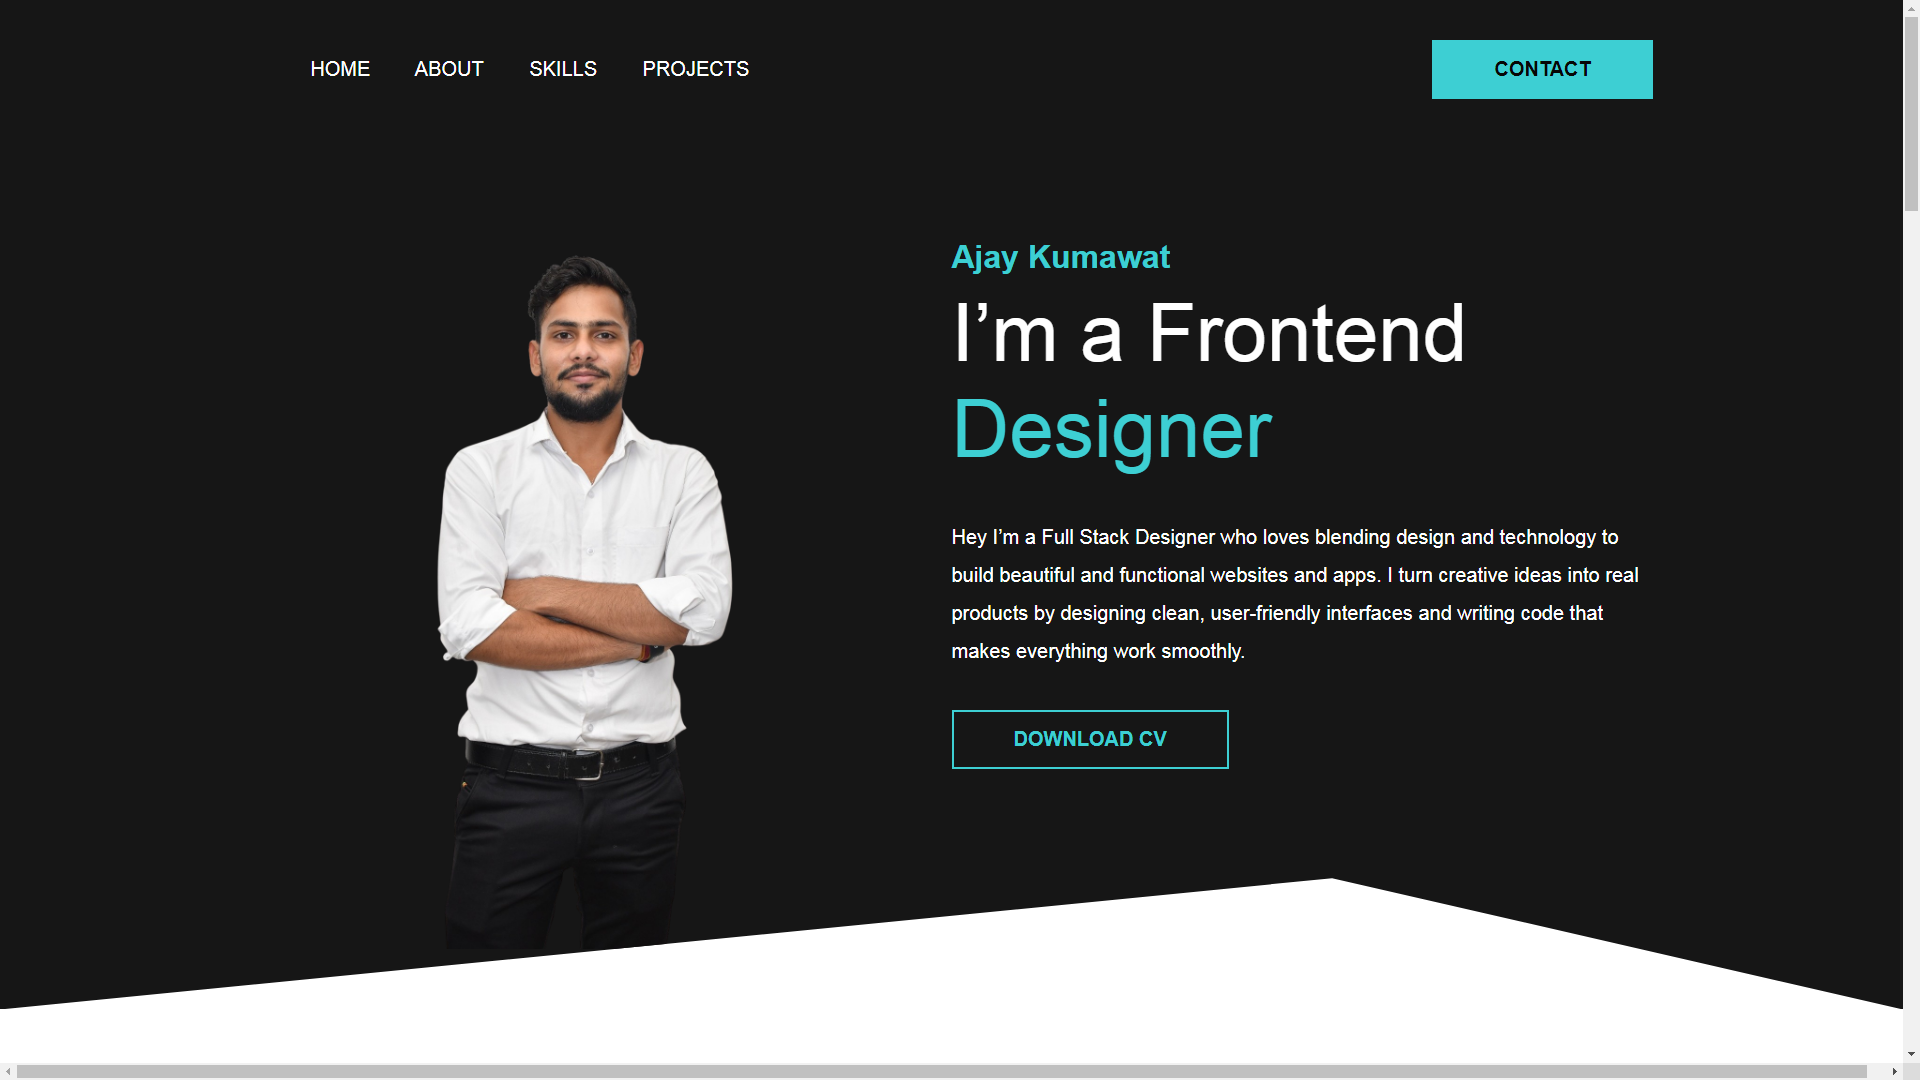 HOME ABOUT SKILLS PROJECTS CONTACT
Ajay Kumawat
I’m a Frontend
Designer
Hey I’m a Full Stack Designer who loves blending design and technology to
build beautiful and functional websites and apps. I turn creative ideas into real
products by designing clean, user-friendly interfaces and writing code that
makes everything work smoothly.
DOWNLOAD CV